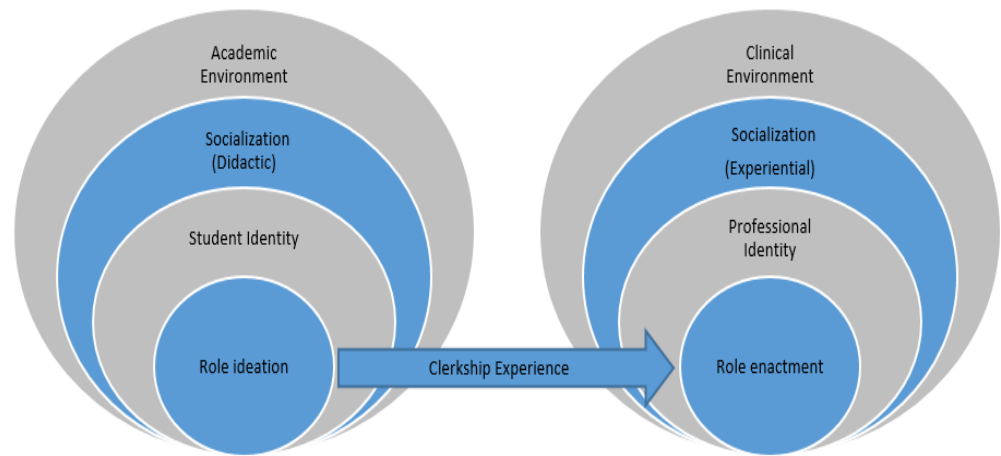 Academic
Environment
Socialization
(Didactic)
Student Identity
Role ideation
Clerkship Experience
Clinical
Environment
Socialization
(Experiential)
Professional
Identity
Role enactment